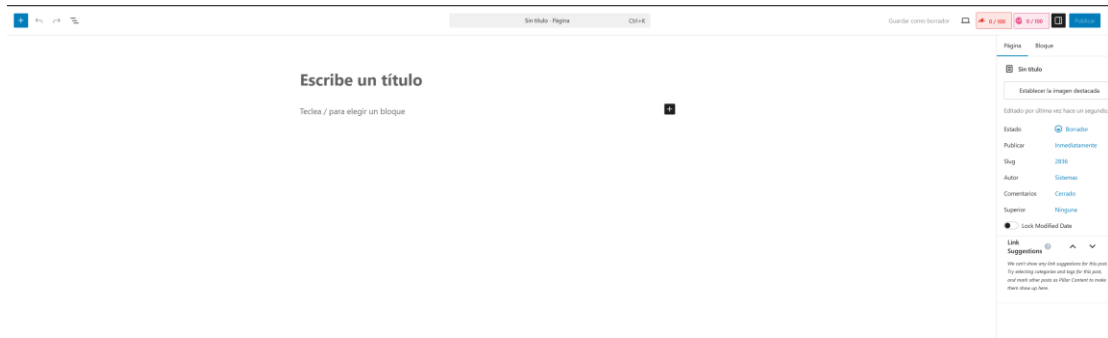 Sin título · Página Ctrl+K
Guardar como borrador
0 / 100
0 / 100
Publicar
Escribe un título
Teclea / para elegir un bloque
Página Bloque
Sin título
Establecer la imagen destacada
Editado por última vez hace un segundo.
Estado Borrador
Publicar Inmediatamente
Slug 2836
Autor Sistemas
Comentarios Cerrado
Superior Ninguna
Lock Modified Date
Link
Suggestions
We can't show any link suggestions for this post.
Try selecting categories and tags for this post,
and mark other posts as Pillar Content to make
them show up here.